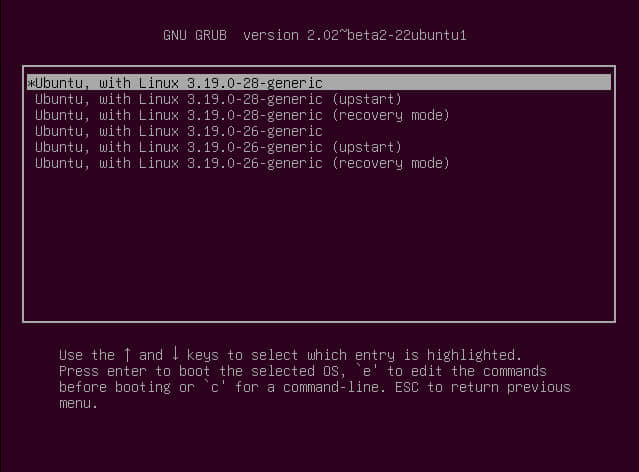 GNU GRUB  version 2.02~beta2-22ubuntu1
*Ubuntu, with Linux 3.19.0-28-generic
Ubuntu, with Linux 3.19.0-28-generic (upstart)
Ubuntu, with Linux 3.19.0-28-generic (recovery mode)
Ubuntu, with Linux 3.19.0-26-generic
Ubuntu, with Linux 3.19.0-26-generic (upstart)
Ubuntu, with Linux 3.19.0-26-generic (recovery mode)
Use the ↑ and ↓ keys to select which entry is highlighted.
Press enter to boot the selected OS, `e' to edit the commands
before booting or `c' for a command-line. ESC to return previous
menu.